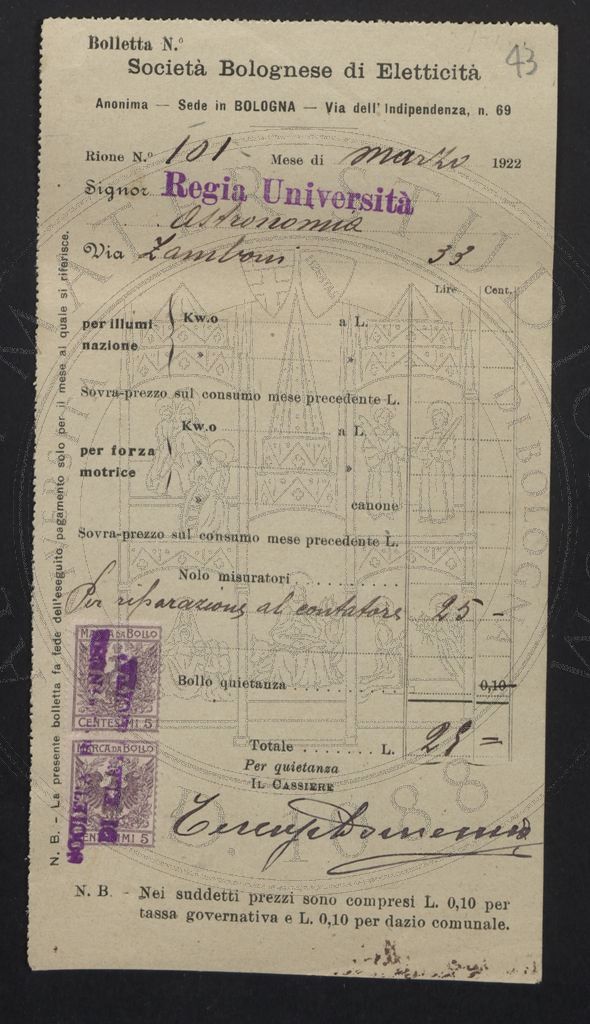 43
Bolletta N.º
Società Bolognese di Eletticità
Anonima — Sede in BOLOGNA — Via dell' Indipendenza, n. 69
Rione N.º 101 - Mese di marzo 1922
Signor Regia Università
Astronomia
Via Zamboni 33
Lire Cent.
per illumi-
nazione
Kw.o a L.
» »
Sovra-prezzo sul consumo mese precedente L.
per forza
motrice
Kw.o a L.
» »
» canone
Sovra-prezzo sul consumo mese precedente L.
Nolo misuratori . . . . . . . . .
Per riparazione al contatore 25 -
Bollo quietanza 0,10
Totale . . . . . . . L. 25 =
Per quietanza
IL CASSIERE
N. B. - Nei suddetti prezzi sono compresi L. 0,10 per
tassa governativa e L. 0,10 per dazio comunale.
N. B. - La presente bolletta fa fede dell'eseguito pagamento solo per il mese al quale si riferisce.
MARCA DA BOLLO
CENTESIMI 5
MARCA DA BOLLO
CENTESIMI 5